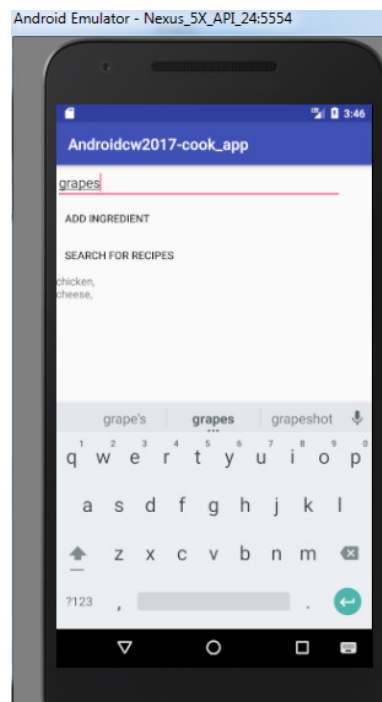 Android Emulator - Nexus_5X_API_24:5554
3:46
Androidcw2017-cook_app
grapes
ADD INGREDIENT
SEARCH FOR RECIPES
chicken,
cheese,
grape's grapes grapeshot
1 2 3 4 5 6 7 8 9 0
q w e r t y u i o p
a s d f g h j k l
z x c v b n m
?123 , .